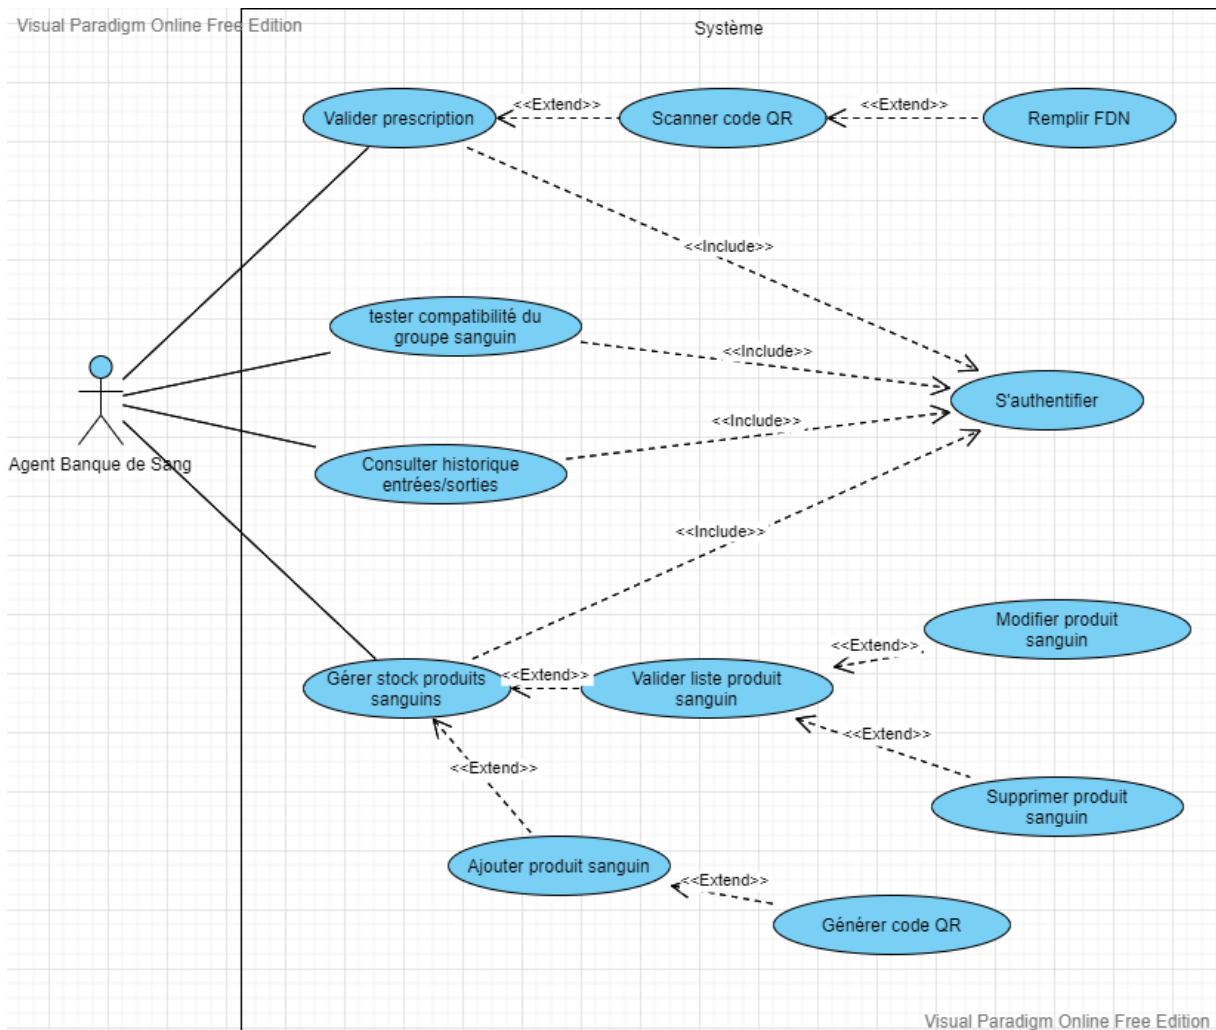 Visual Paradigm Online Free Edition
Système
<<Extend>>
<<Extend>>
Valider prescription
Scanner code QR
Remplir FDN
<<Include>>
tester compatibilité du
groupe sanguin
<<Include>>
S'authentifier
<<Include>>
Agent Banque de Sang
Consulter historique
entrées/sorties
<<Include>>
Modifier produit
sanguin
<<Extend>>
Gérer stock produits
sanguins
<<Extend>>
Valider liste produit
sanguin
<<Extend>>
<<Extend>>
Supprimer produit
sanguin
Ajouter produit sanguin
<<Extend>>
Générer code QR
Visual Paradigm Online Free Edition